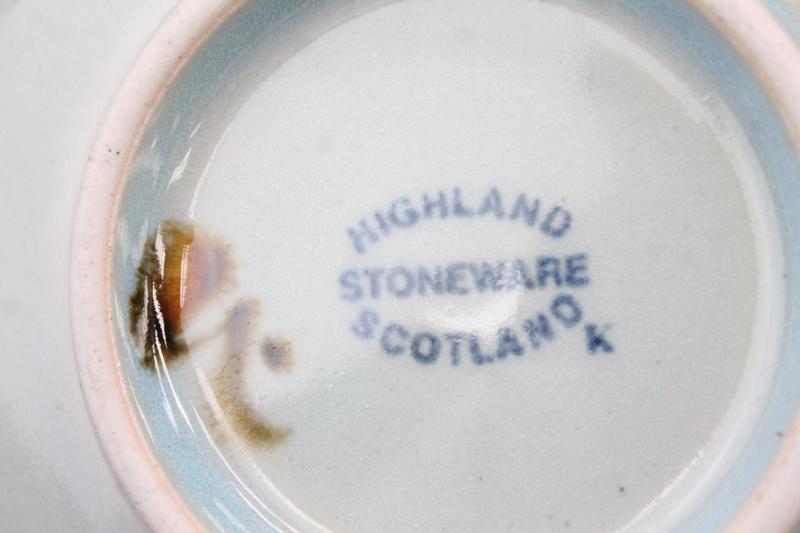 HIGHLAND
STONEWARE
SCOTLAND
K